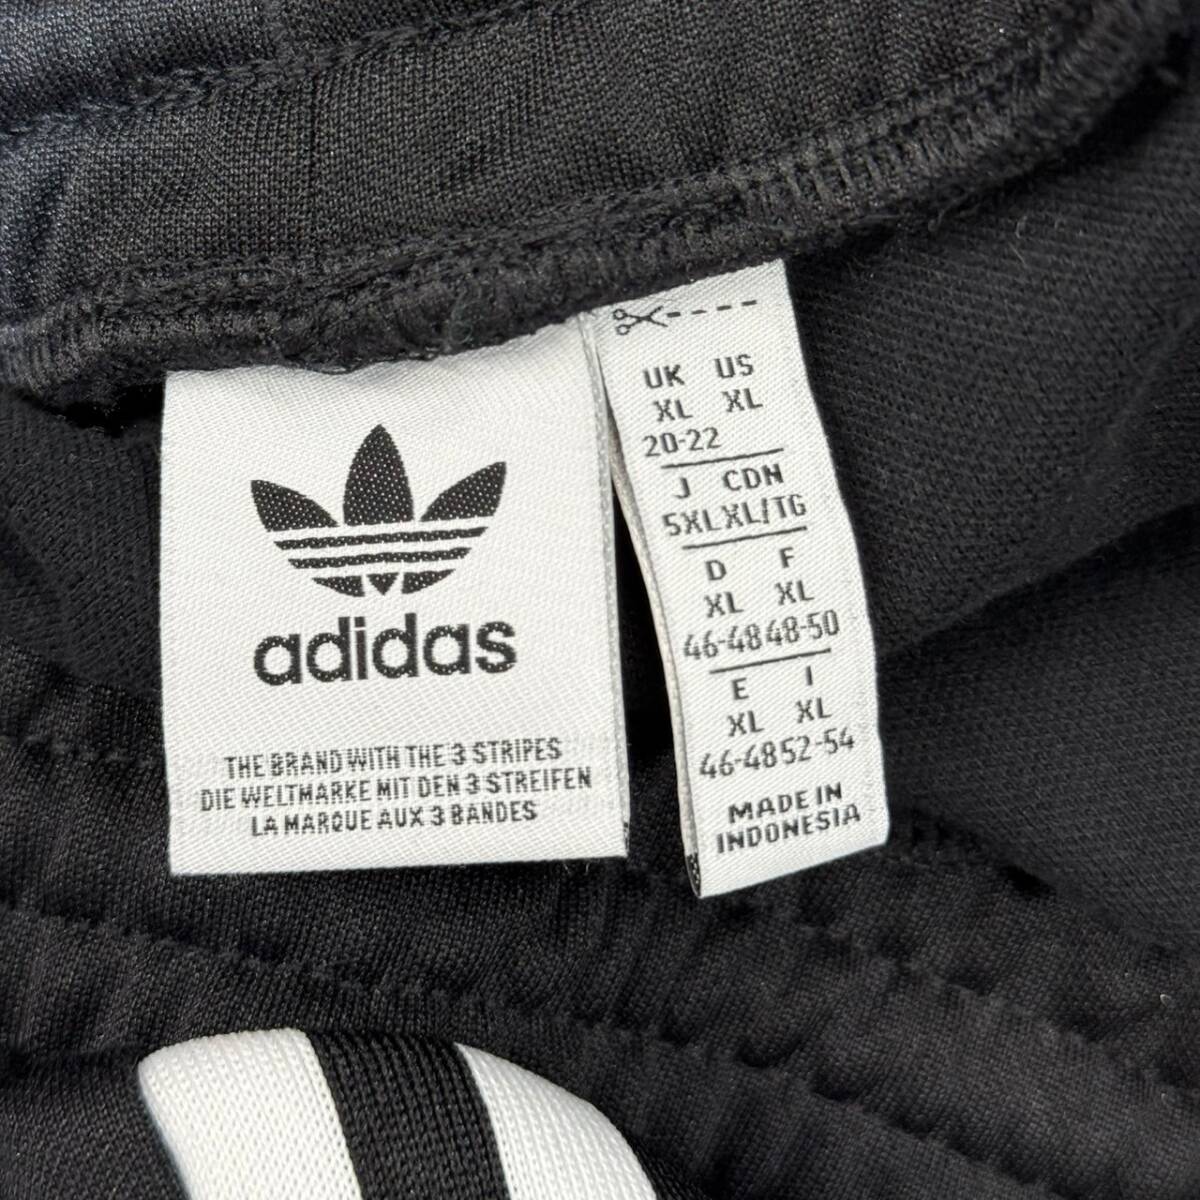 adidas
THE BRAND WITH THE 3 STRIPES
DIE WELTMARKE MIT DEN 3 STREIFEN
LA MARQUE AUX 3 BANDES
UK US
XL XL
20-22
J CDN
5XL XL/TG
D F
XL XL
46-48 48-50
E I
XL XL
46-48 52-54
MADE IN
INDONESIA